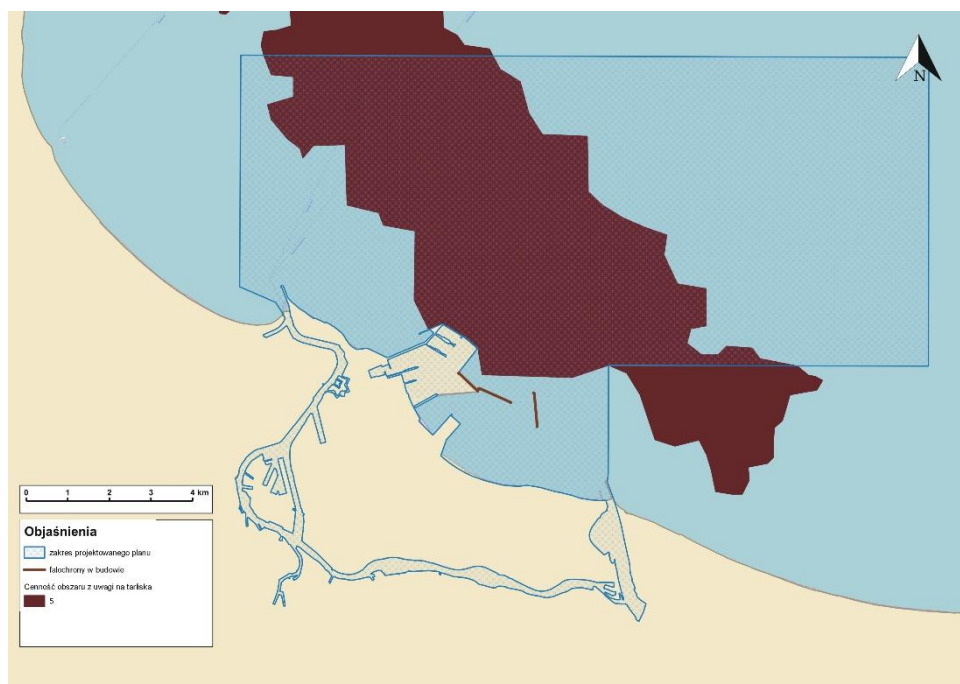 N
0 1 2 3 4 km
Objaśnienia
zakres projektowanego planu
falochrony w budowie
Cenność obszaru z uwagi na tarliska
5